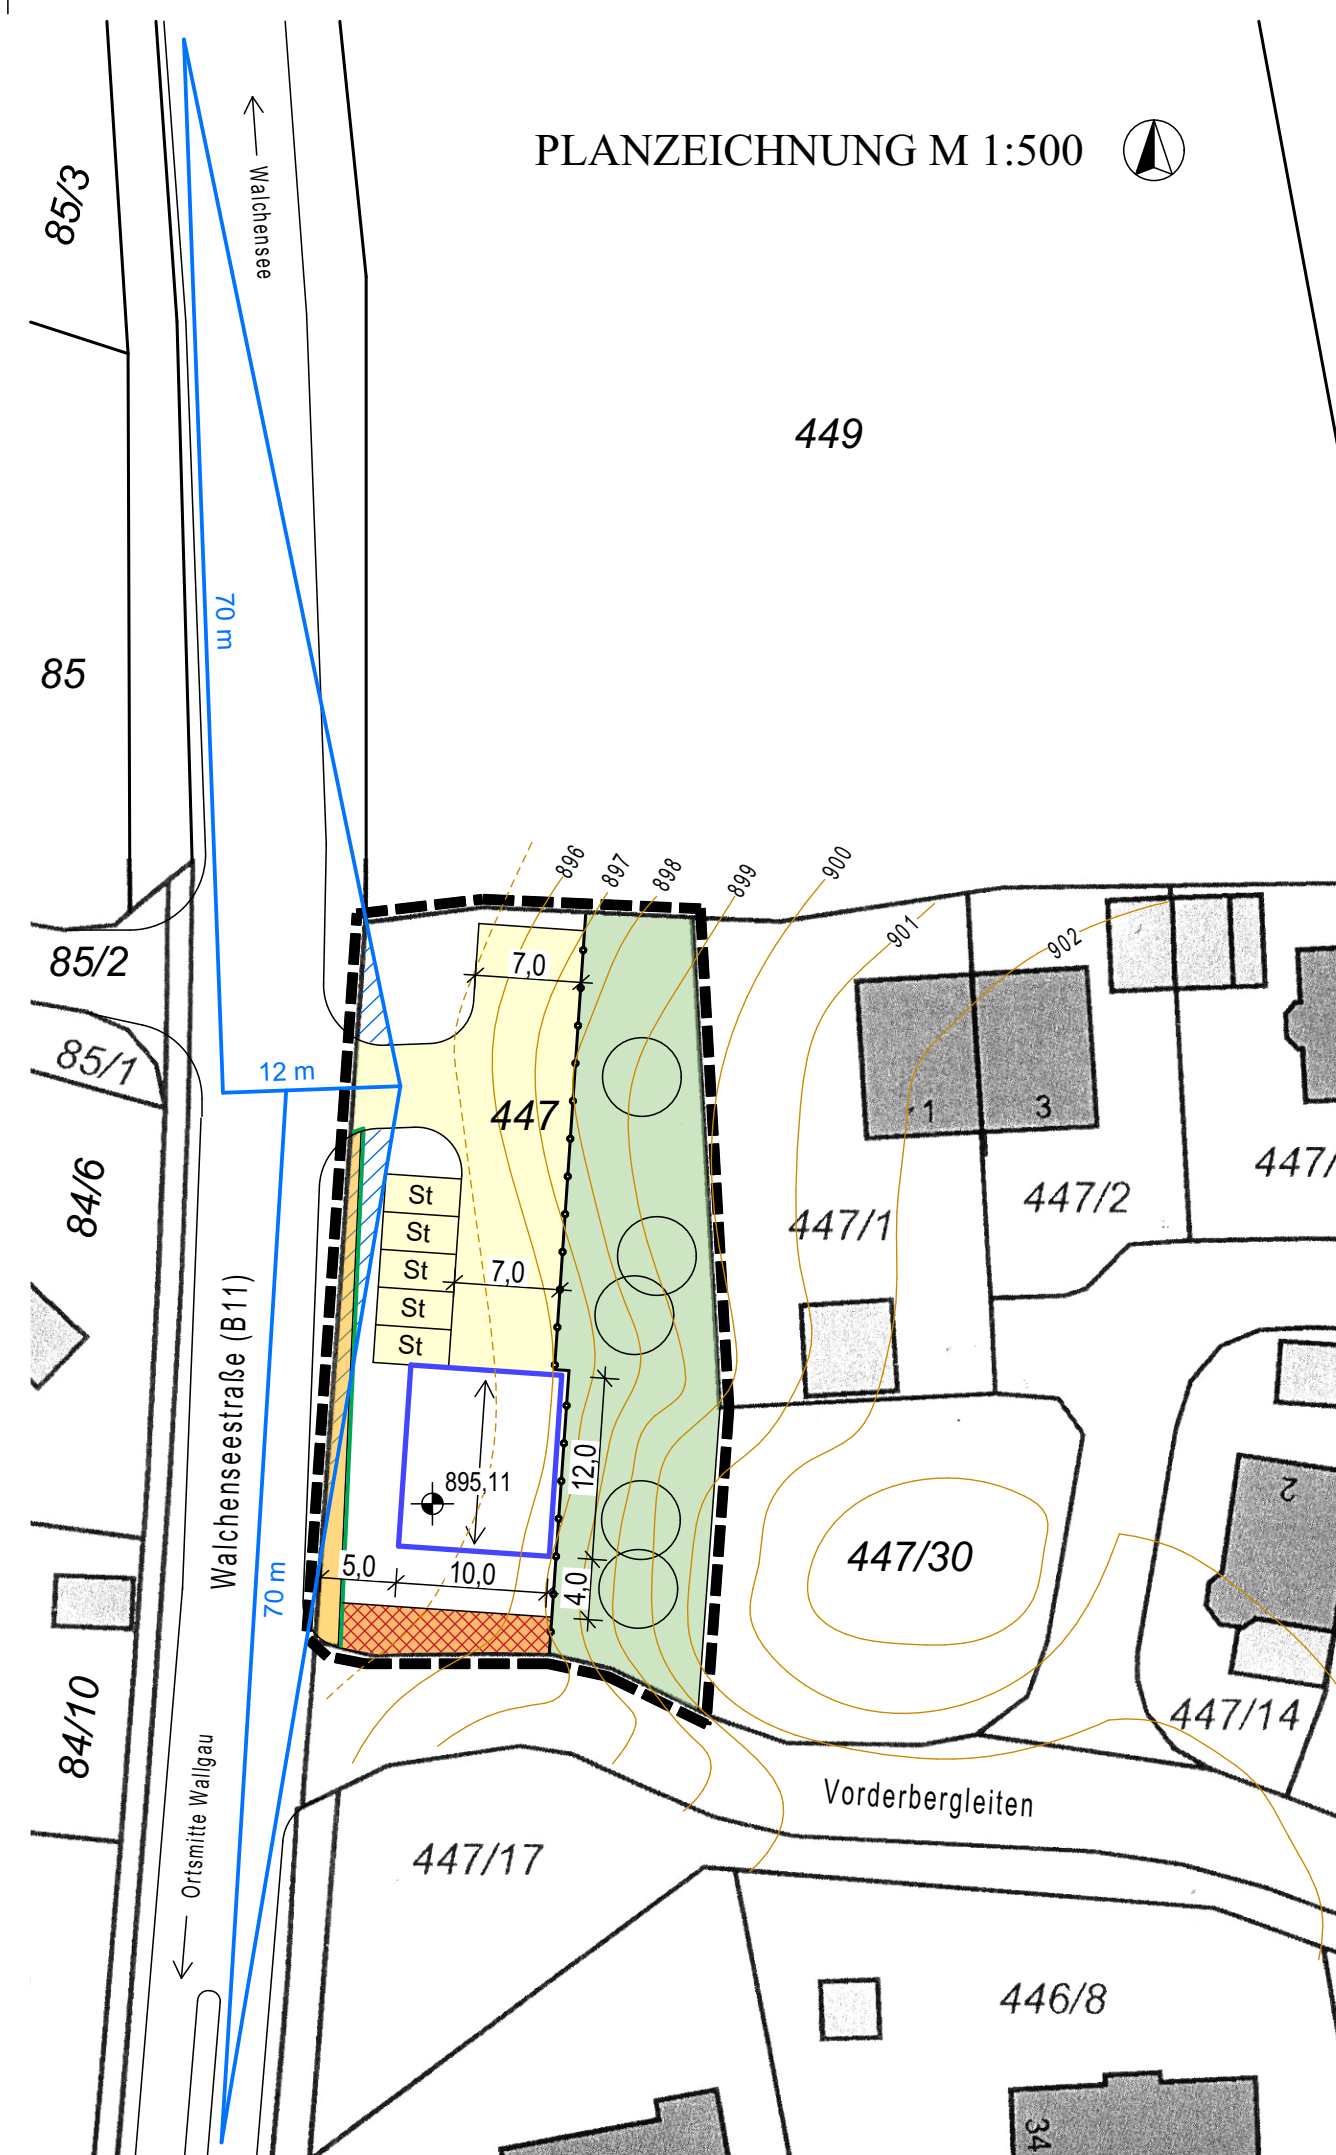 PLANZEICHNUNG M 1:500
Walchensee
85/3
449
70 m
85
896
897
898
899
900
901
902
85/2
7,0
85/1
12 m
447
1
3
84/6
St
St
St
St
St
447/1
447/2
447/
7,0
Walchenseestraße (B11)
12,0
895,11
2
447/30
5,0
10,0
4,0
70 m
84/10
447/14
Ortsmitte Wallgau
Vorderbergleiten
447/17
446/8
34